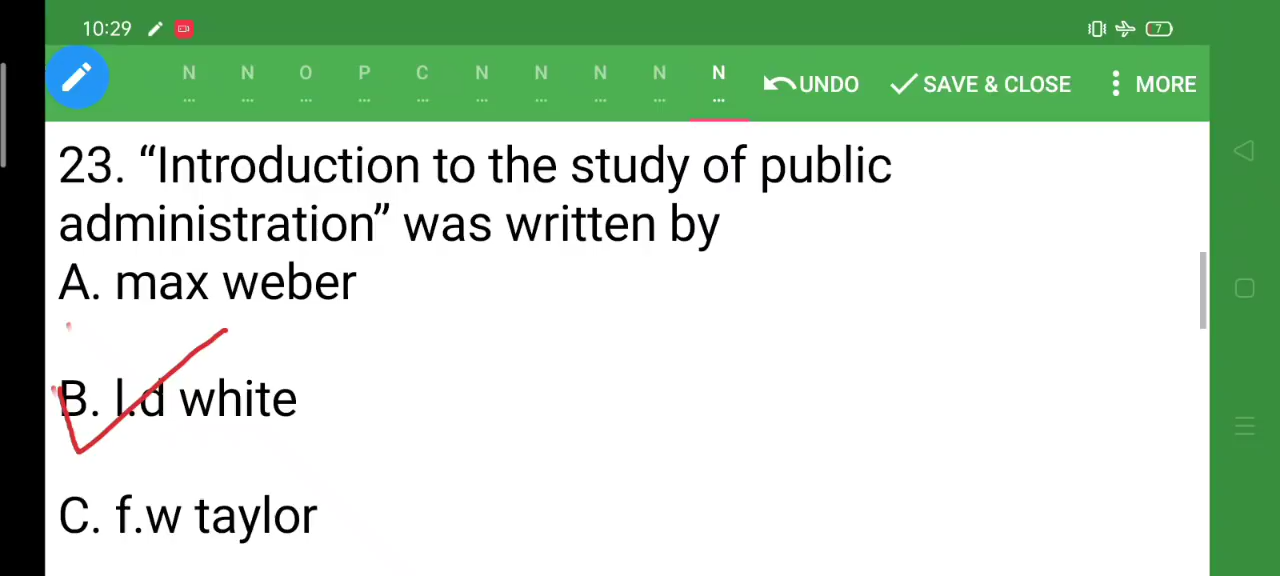 10:29 7
N N O P C N N N N N UNDO SAVE & CLOSE MORE
... ... ... ... ... ... ... ... ... ...
23. “Introduction to the study of public
administration” was written by
A. max weber
B. l.d white
C. f.w taylor